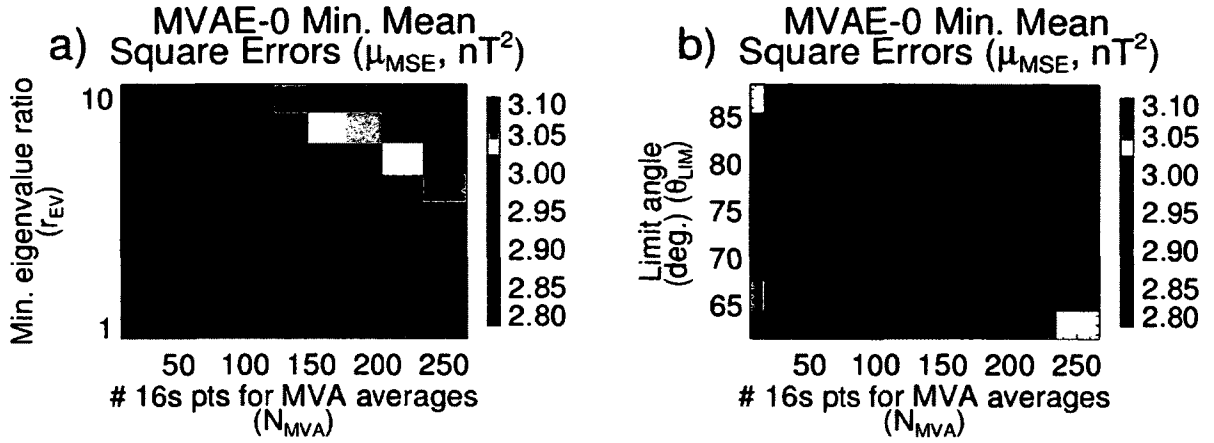 a) MVAE-0 Min. Mean
Square Errors (μMSE, nT²)
Min. eigenvalue ratio
(rEV)
10
1
50 100 150 200 250
# 16s pts for MVA averages
(NMVA)
3.10
3.05
3.00
2.95
2.90
2.85
2.80
b) MVAE-0 Min. Mean
Square Errors (μMSE, nT²)
Limit angle
(deg.) (θLIM)
85
80
75
70
65
50 100 150 200 250
# 16s pts for MVA averages
(NMVA)
3.10
3.05
3.00
2.95
2.90
2.85
2.80